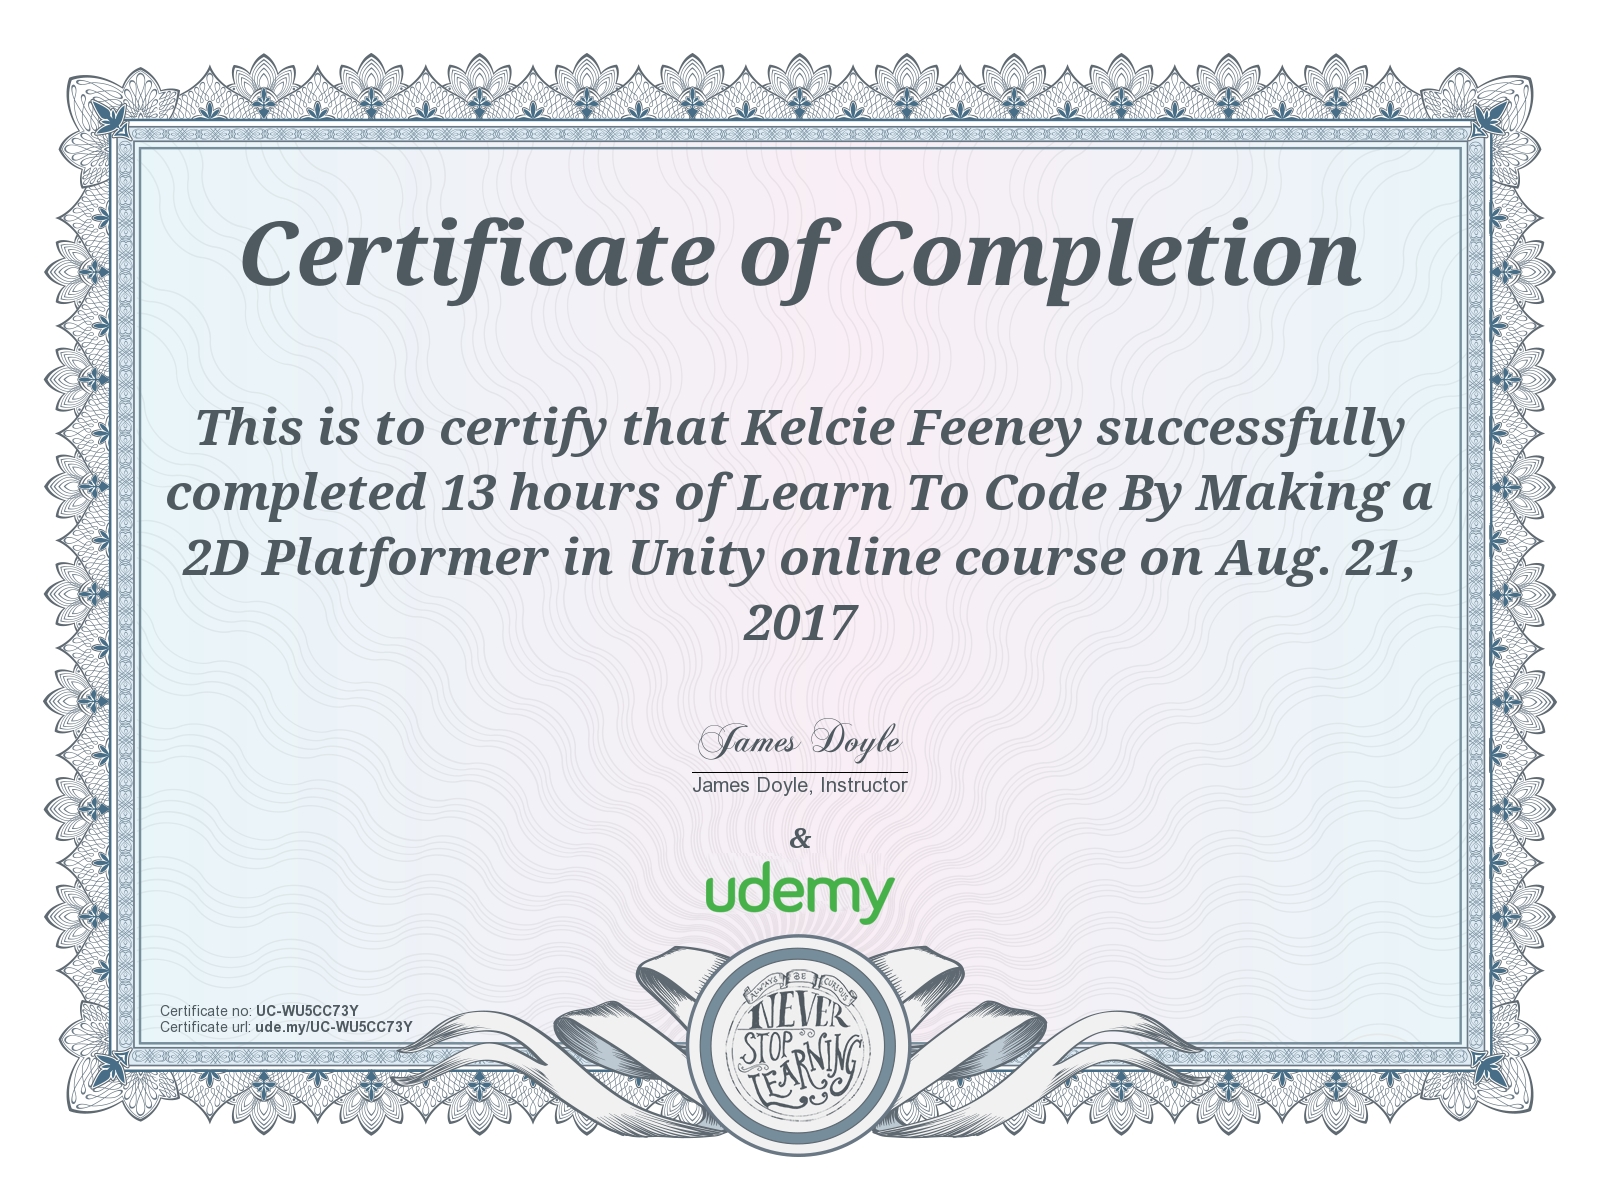 Certificate of Completion
This is to certify that Kelcie Feeney successfully
completed 13 hours of Learn To Code By Making a
2D Platformer in Unity online course on Aug. 21,
2017
James Doyle
James Doyle, Instructor
&
udemy
Certificate no: UC-WU5CC73Y
Certificate url: ude.my/UC-WU5CC73Y
ALWAYS BE CURIOUS
NEVER
STOP
LEARNING